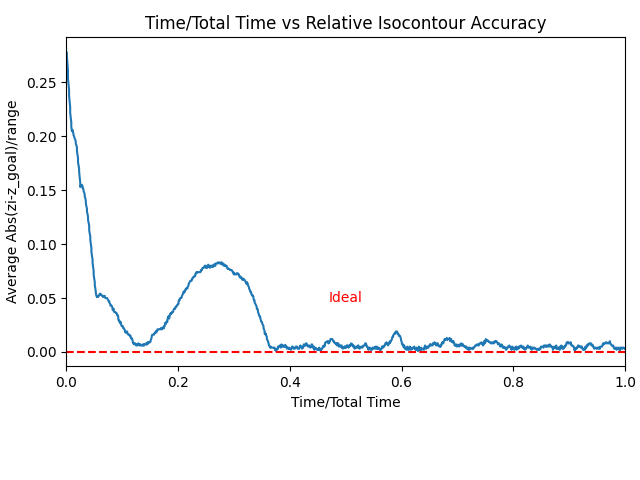 Time/Total Time vs Relative Isocontour Accuracy
Average Abs(zi-z_goal)/range
0.25
0.20
0.15
0.10
0.05
0.00
Ideal
0.0 0.2 0.4 0.6 0.8 1.0
Time/Total Time